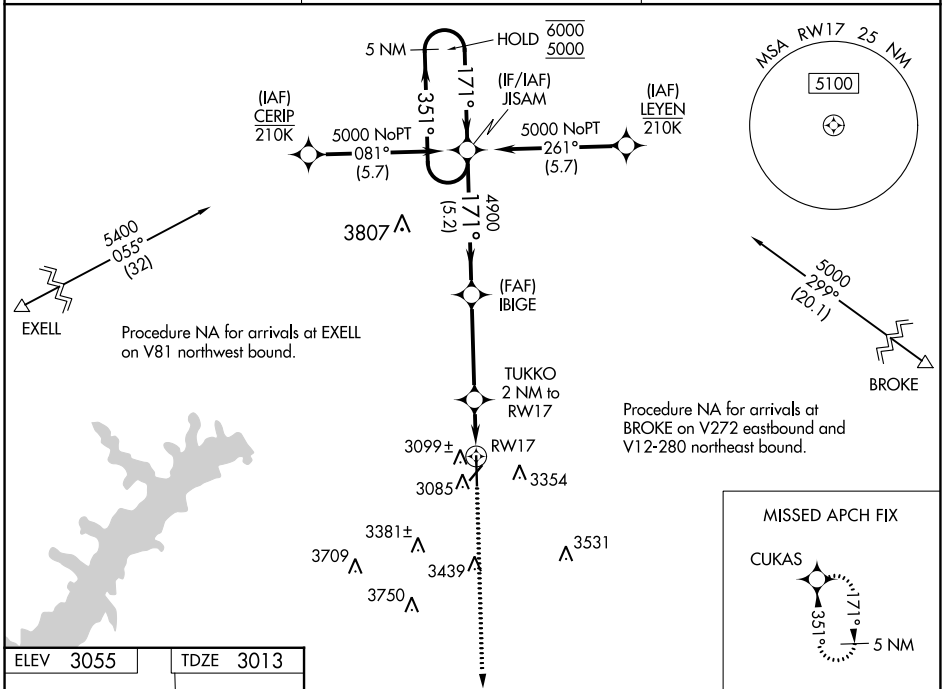 5 NM
HOLD 6000
5000
171°
351°
(IF/IAF)
JISAM
(IAF)
CERIP
210K
5000 NoPT
081°
(5.7)
(IAF)
LEYEN
210K
5000 NoPT
261°
(5.7)
MSA RW17 25 NM
5100
4900
171°
(5.2)
3807
5400
055°
(32)
EXELL
Procedure NA for arrivals at EXELL
on V81 northwest bound.
(FAF)
IBIGE
5000
299°
(20.1)
BROKE
TUKKO
2 NM to
RW17
Procedure NA for arrivals at
BROKE on V272 eastbound and
V12-280 northeast bound.
3099±
RW17
3085
3354
3381±
3709
3439
3531
3750
MISSED APCH FIX
CUKAS
351°
171°
5 NM
ELEV 3055
TDZE 3013